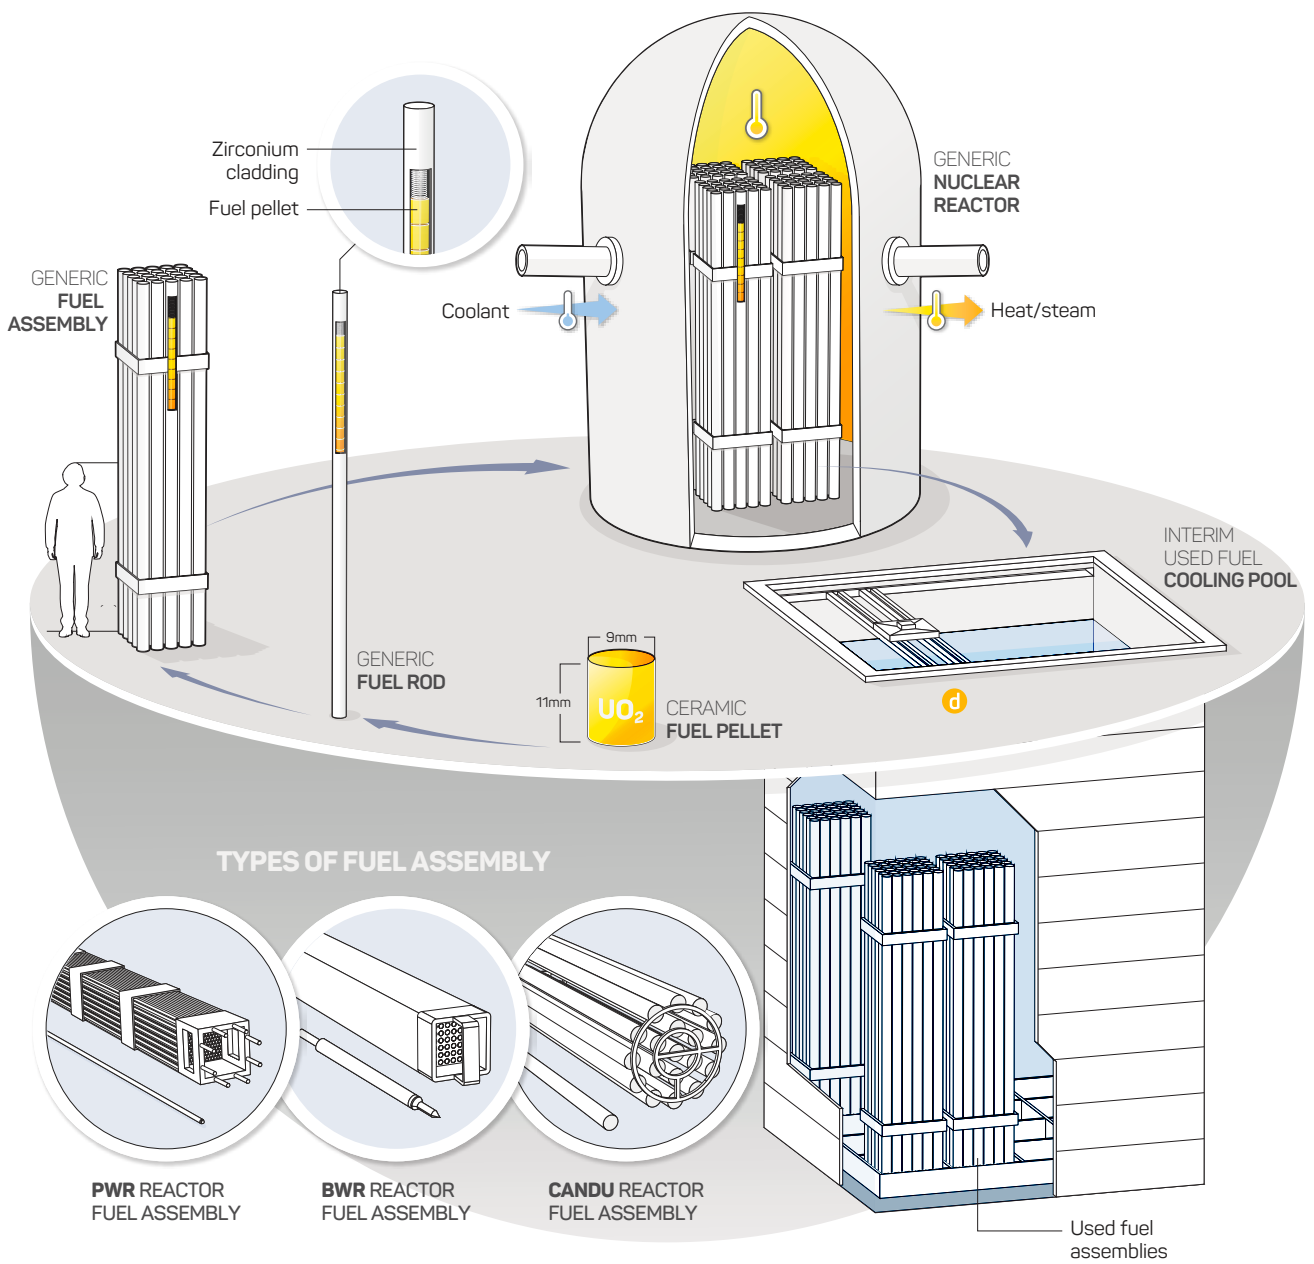 Zirconium
cladding
Fuel pellet
GENERIC
NUCLEAR
REACTOR
GENERIC
FUEL
ASSEMBLY
Coolant
Heat/steam
INTERIM
USED FUEL
COOLING POOL
9mm
GENERIC
FUEL ROD
11mm
UO₂
CERAMIC
FUEL PELLET
d
TYPES OF FUEL ASSEMBLY
PWR REACTOR
FUEL ASSEMBLY
BWR REACTOR
FUEL ASSEMBLY
CANDU REACTOR
FUEL ASSEMBLY
Used fuel
assemblies